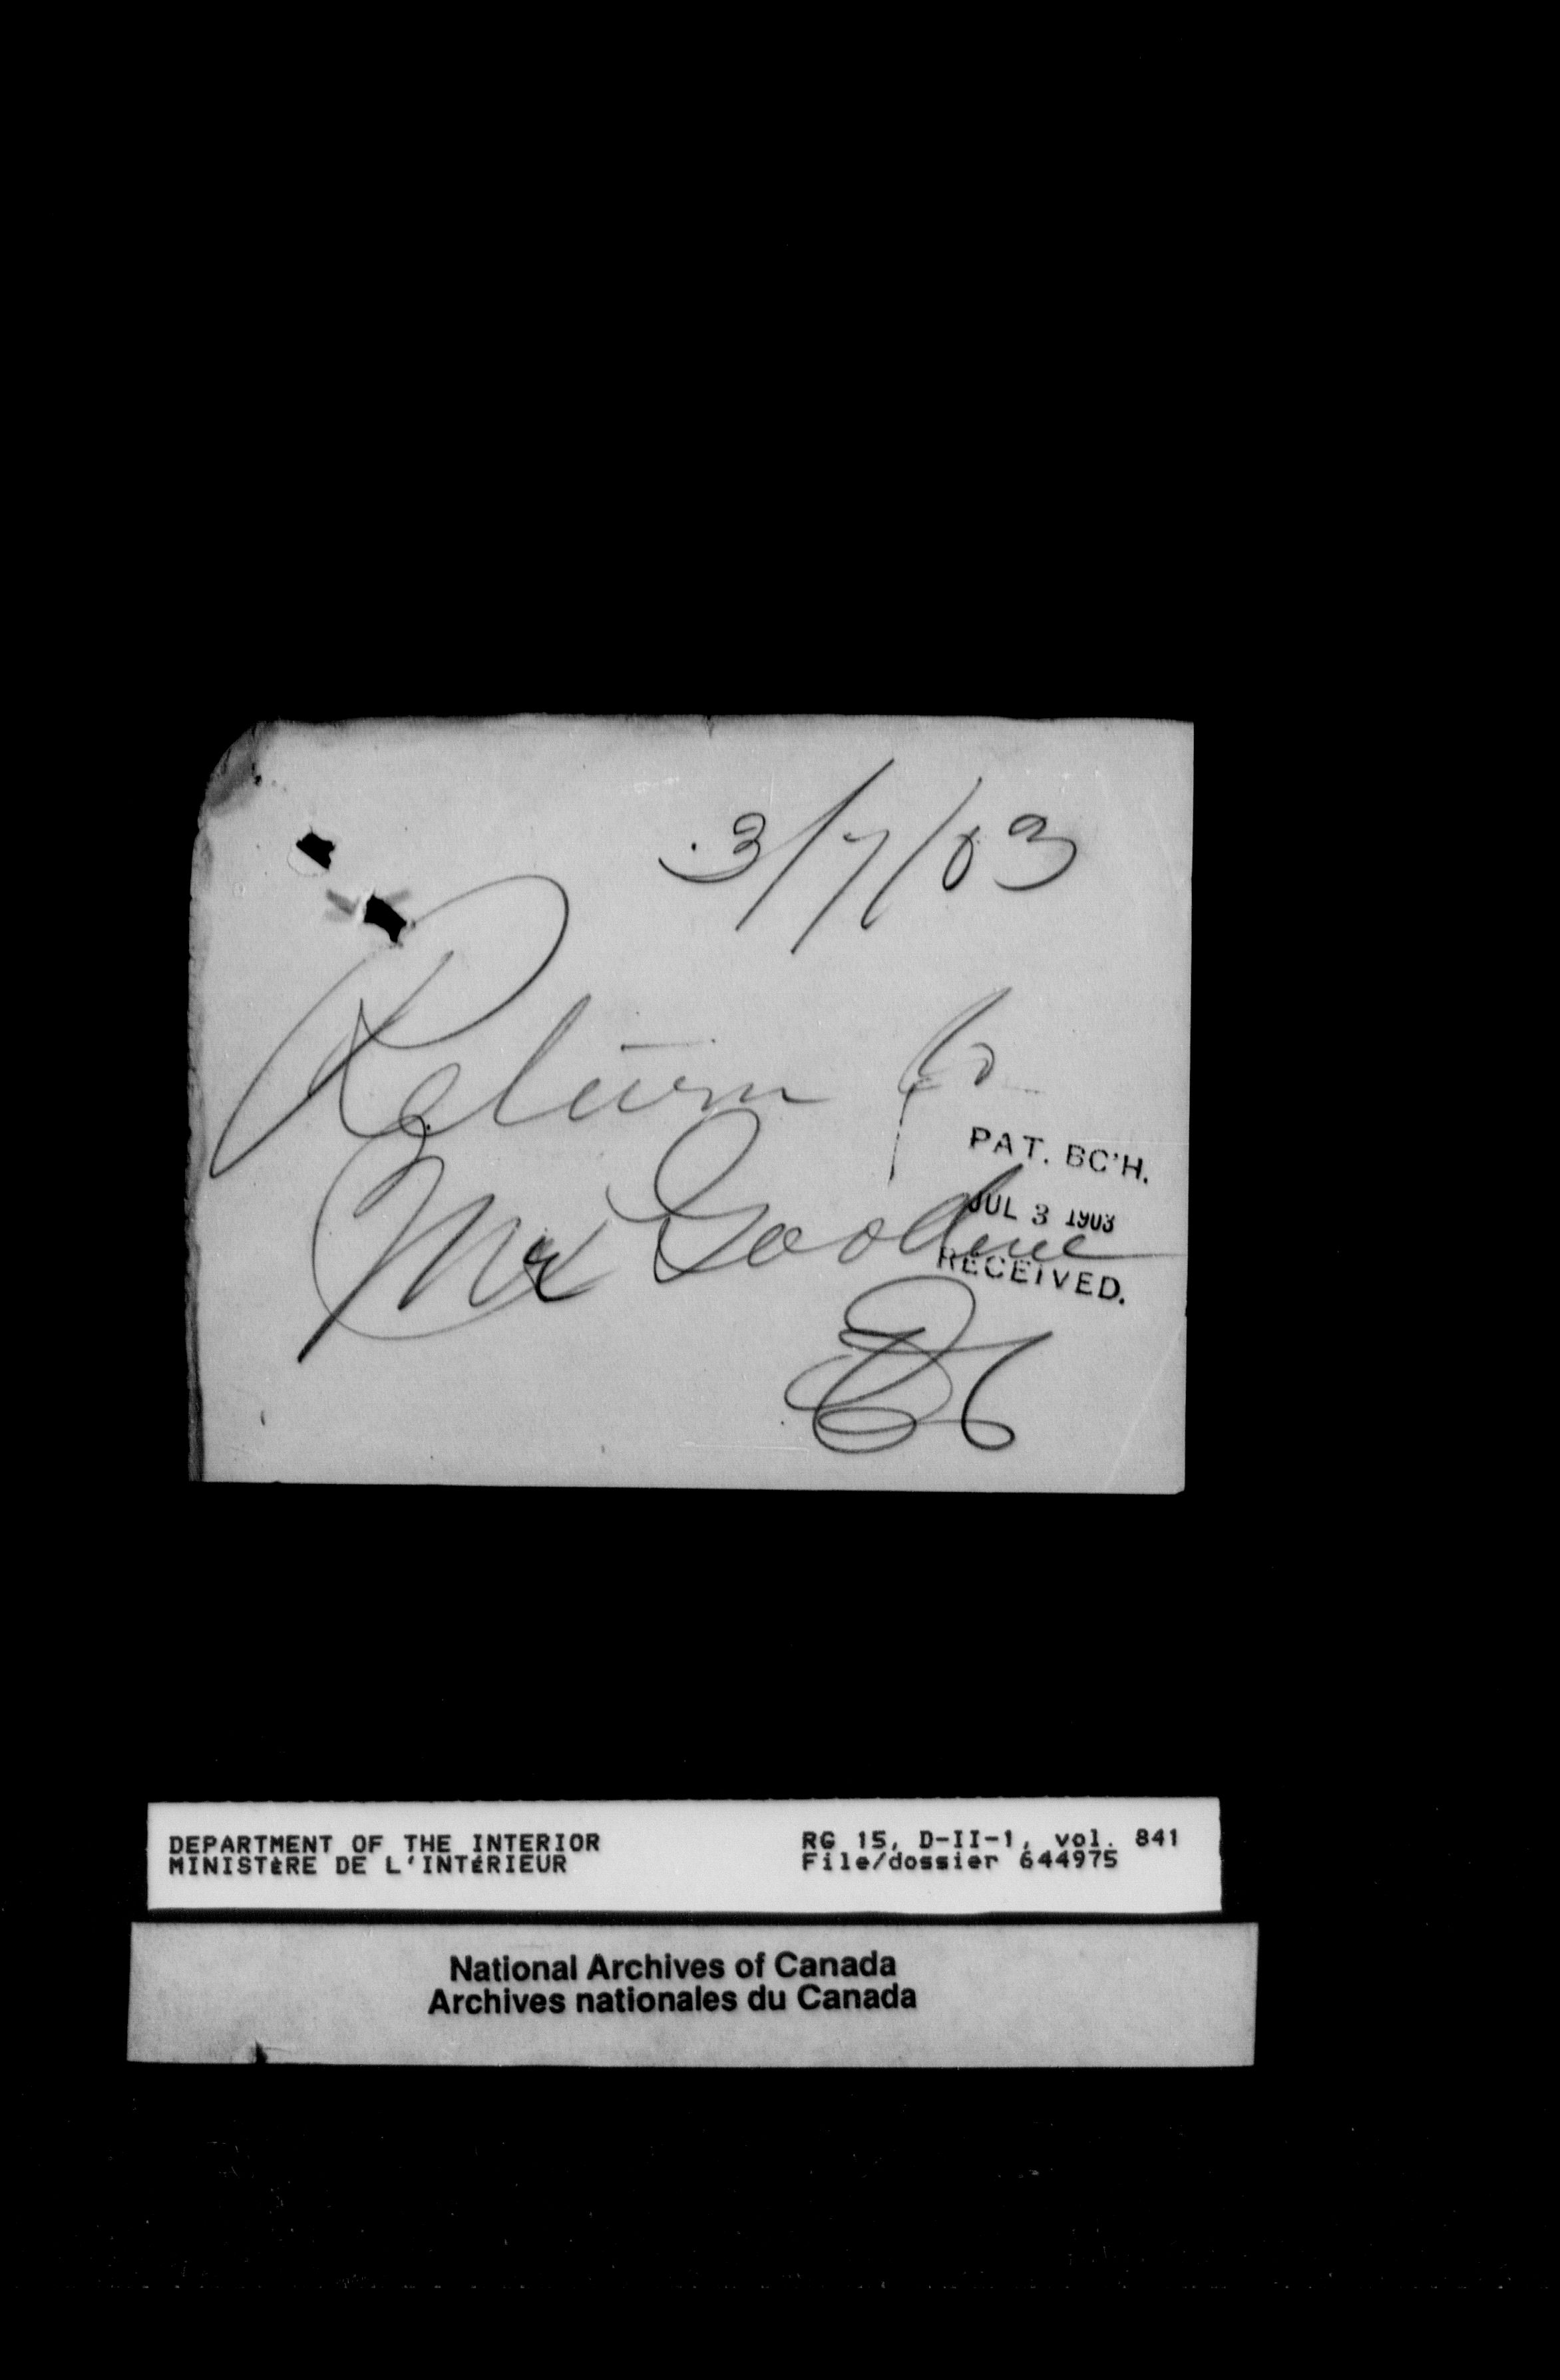 3/7/03
Return to
Mr Goodeve
PAT. BC'H.
JUL 3 1903
RECEIVED.
DEPARTMENT OF THE INTERIOR
MINISTÈRE DE L'INTÉRIEUR
RG 15, D-II-1, vol. 841
File/dossier 644975
National Archives of Canada
Archives nationales du Canada